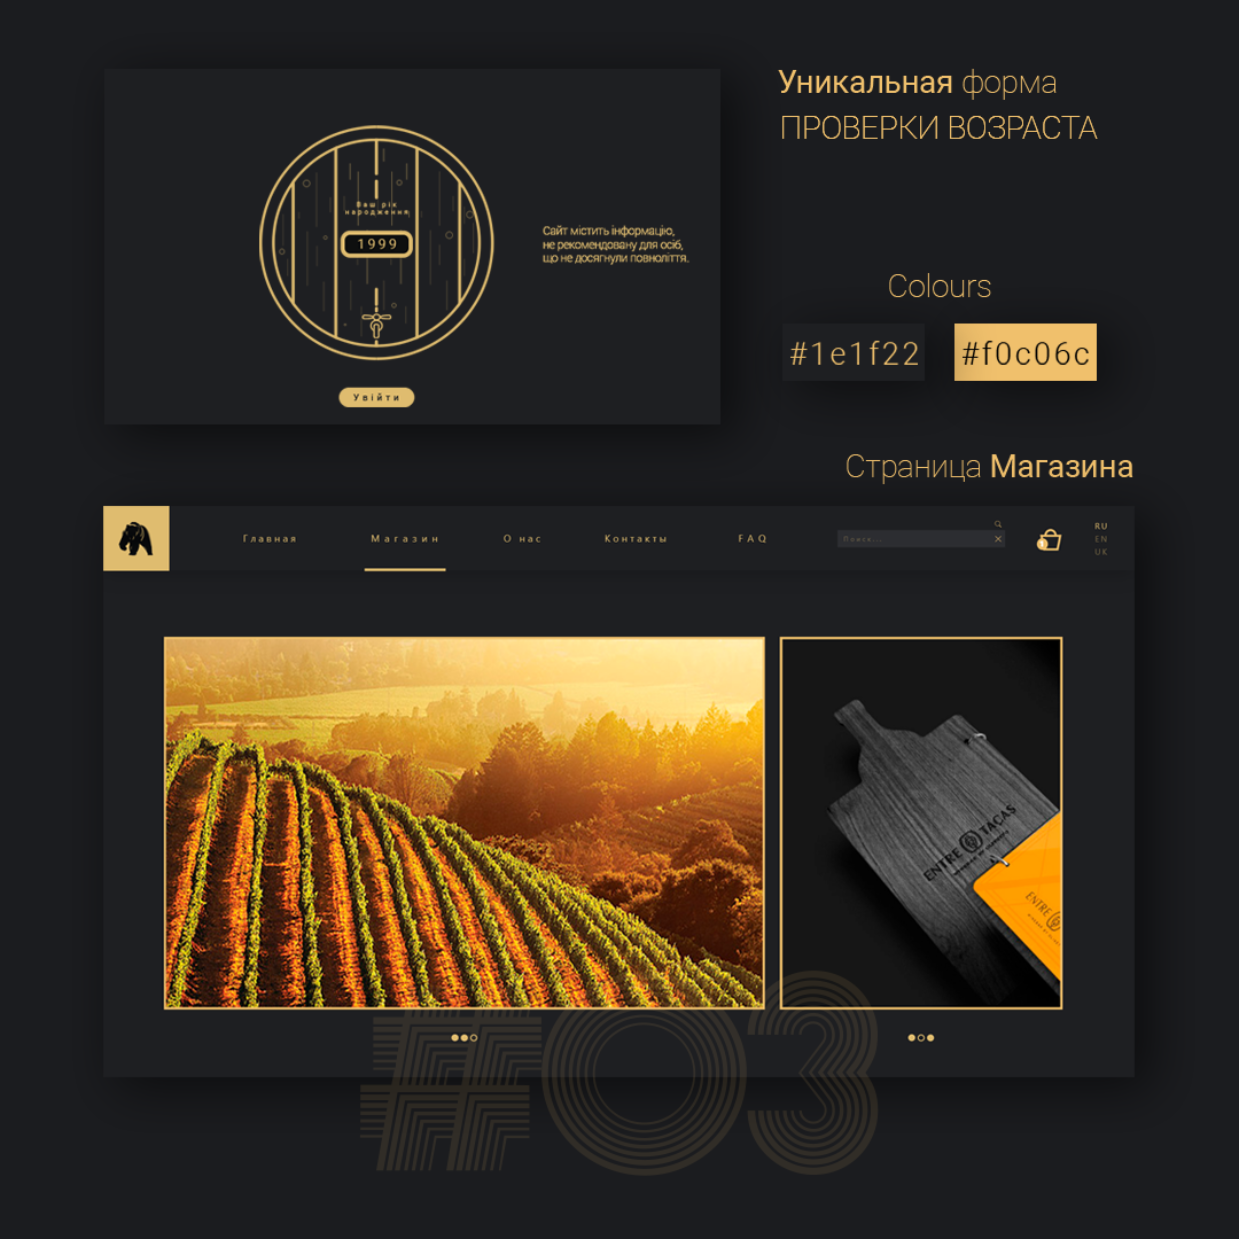 Уникальная форма
ПРОВЕРКИ ВОЗРАСТА
Ваш рік
народження
1999
Сайт містить інформацію,
не рекомендовану для осіб,
що не досягнули повноліття.
Увійти
Colours
#1e1f22
#f0c06c
Страница Магазина
Главная
Магазин
О нас
Контакты
FAQ
Поиск...
RU
EN
UK
ENTRE TACAS
ENTRE
#03